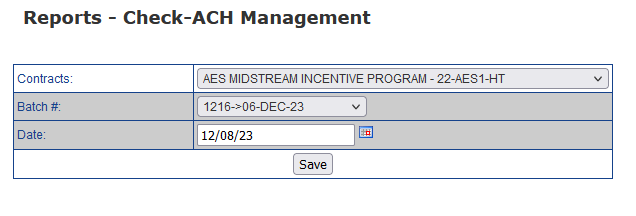 Reports - Check-ACH Management
Contracts: AES MIDSTREAM INCENTIVE PROGRAM - 22-AES1-HT
Batch #: 1216->06-DEC-23
Date: 12/08/23
Save